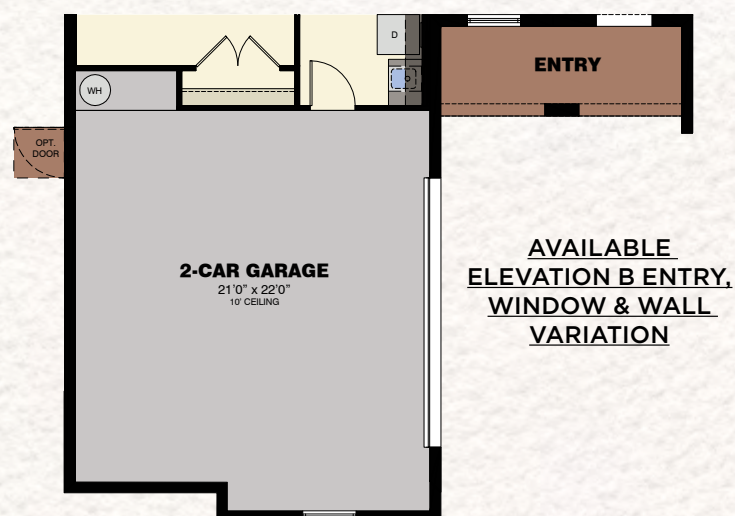 D
ENTRY
WH
OPT.
DOOR
2-CAR GARAGE
21'0" x 22'0"
10' CEILING
AVAILABLE
ELEVATION B ENTRY,
WINDOW & WALL
VARIATION